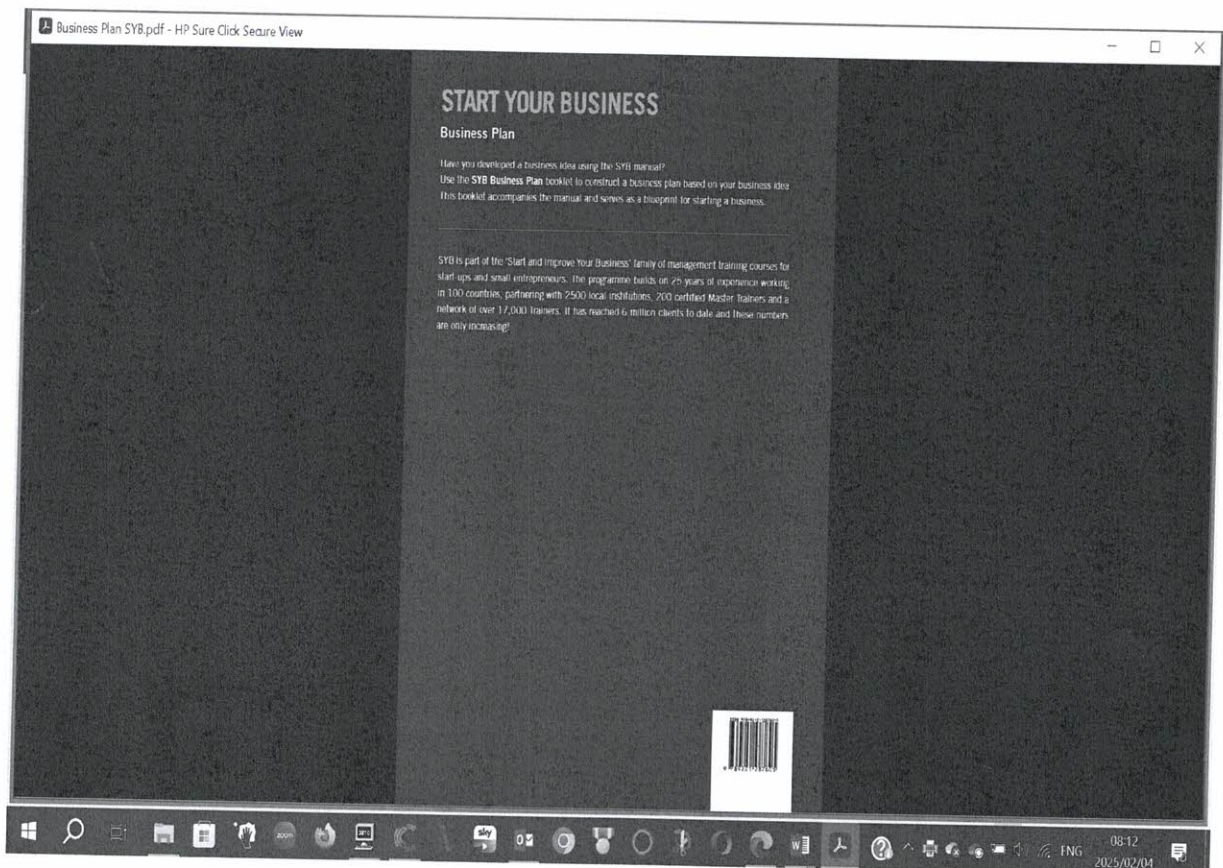 Business Plan SYB.pdf - HP Sure Click Secure View
START YOUR BUSINESS
Business Plan
Have you developed a business idea using the SYB manual?
Use the SYB Business Plan booklet to construct a business plan based on your business idea
This booklet accompanies the manual and serves as a blueprint for starting a business.
SYB is part of the 'Start and Improve Your Business' family of management training courses for
start ups and small entrepreneurs. The programme builds on 25 years of experience working
in 100 countries, partnering with 2500 local institutions, 200 certified Master Trainers and a
network of over 17,000 Trainers. It has reached 6 million clients to date and these numbers
are only increasing!
zoom
sky
ENG
08:12
2025/02/04